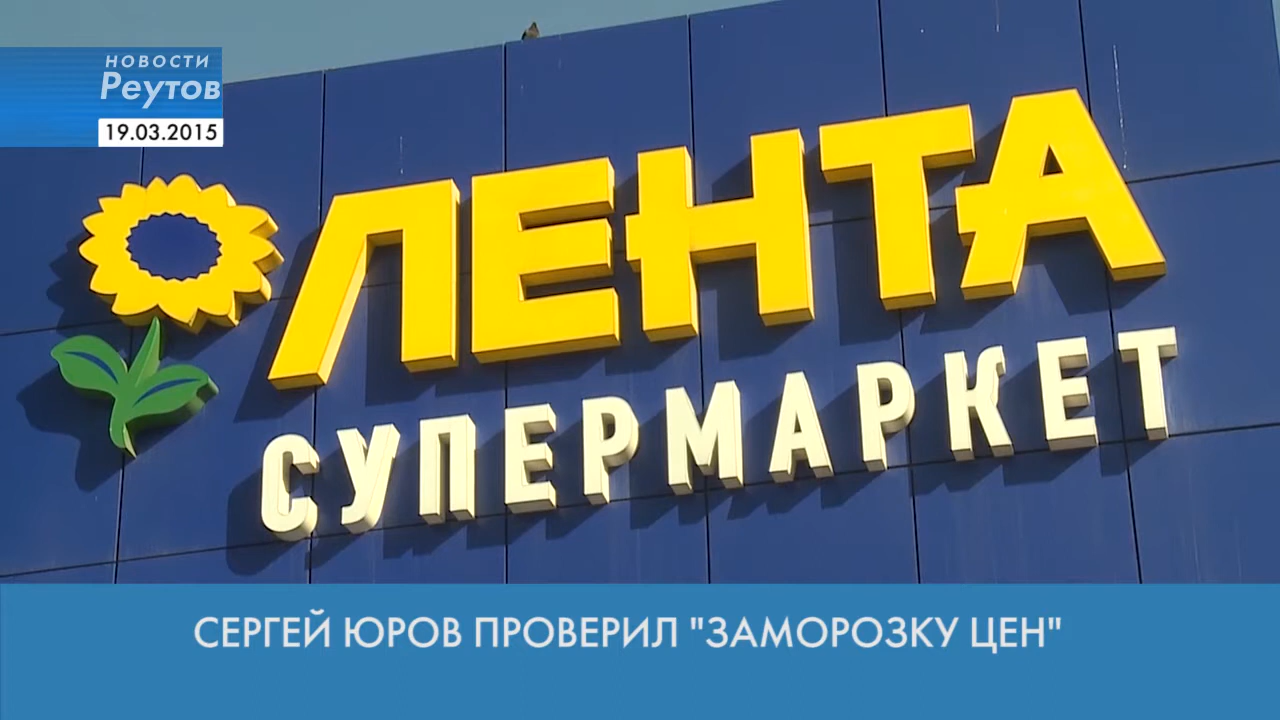 НОВОСТИ
Реутов
19.03.2015
ЛЕНТА
СУПЕРМАРКЕТ
СЕРГЕЙ ЮРОВ ПРОВЕРИЛ "ЗАМОРОЗКУ ЦЕН"